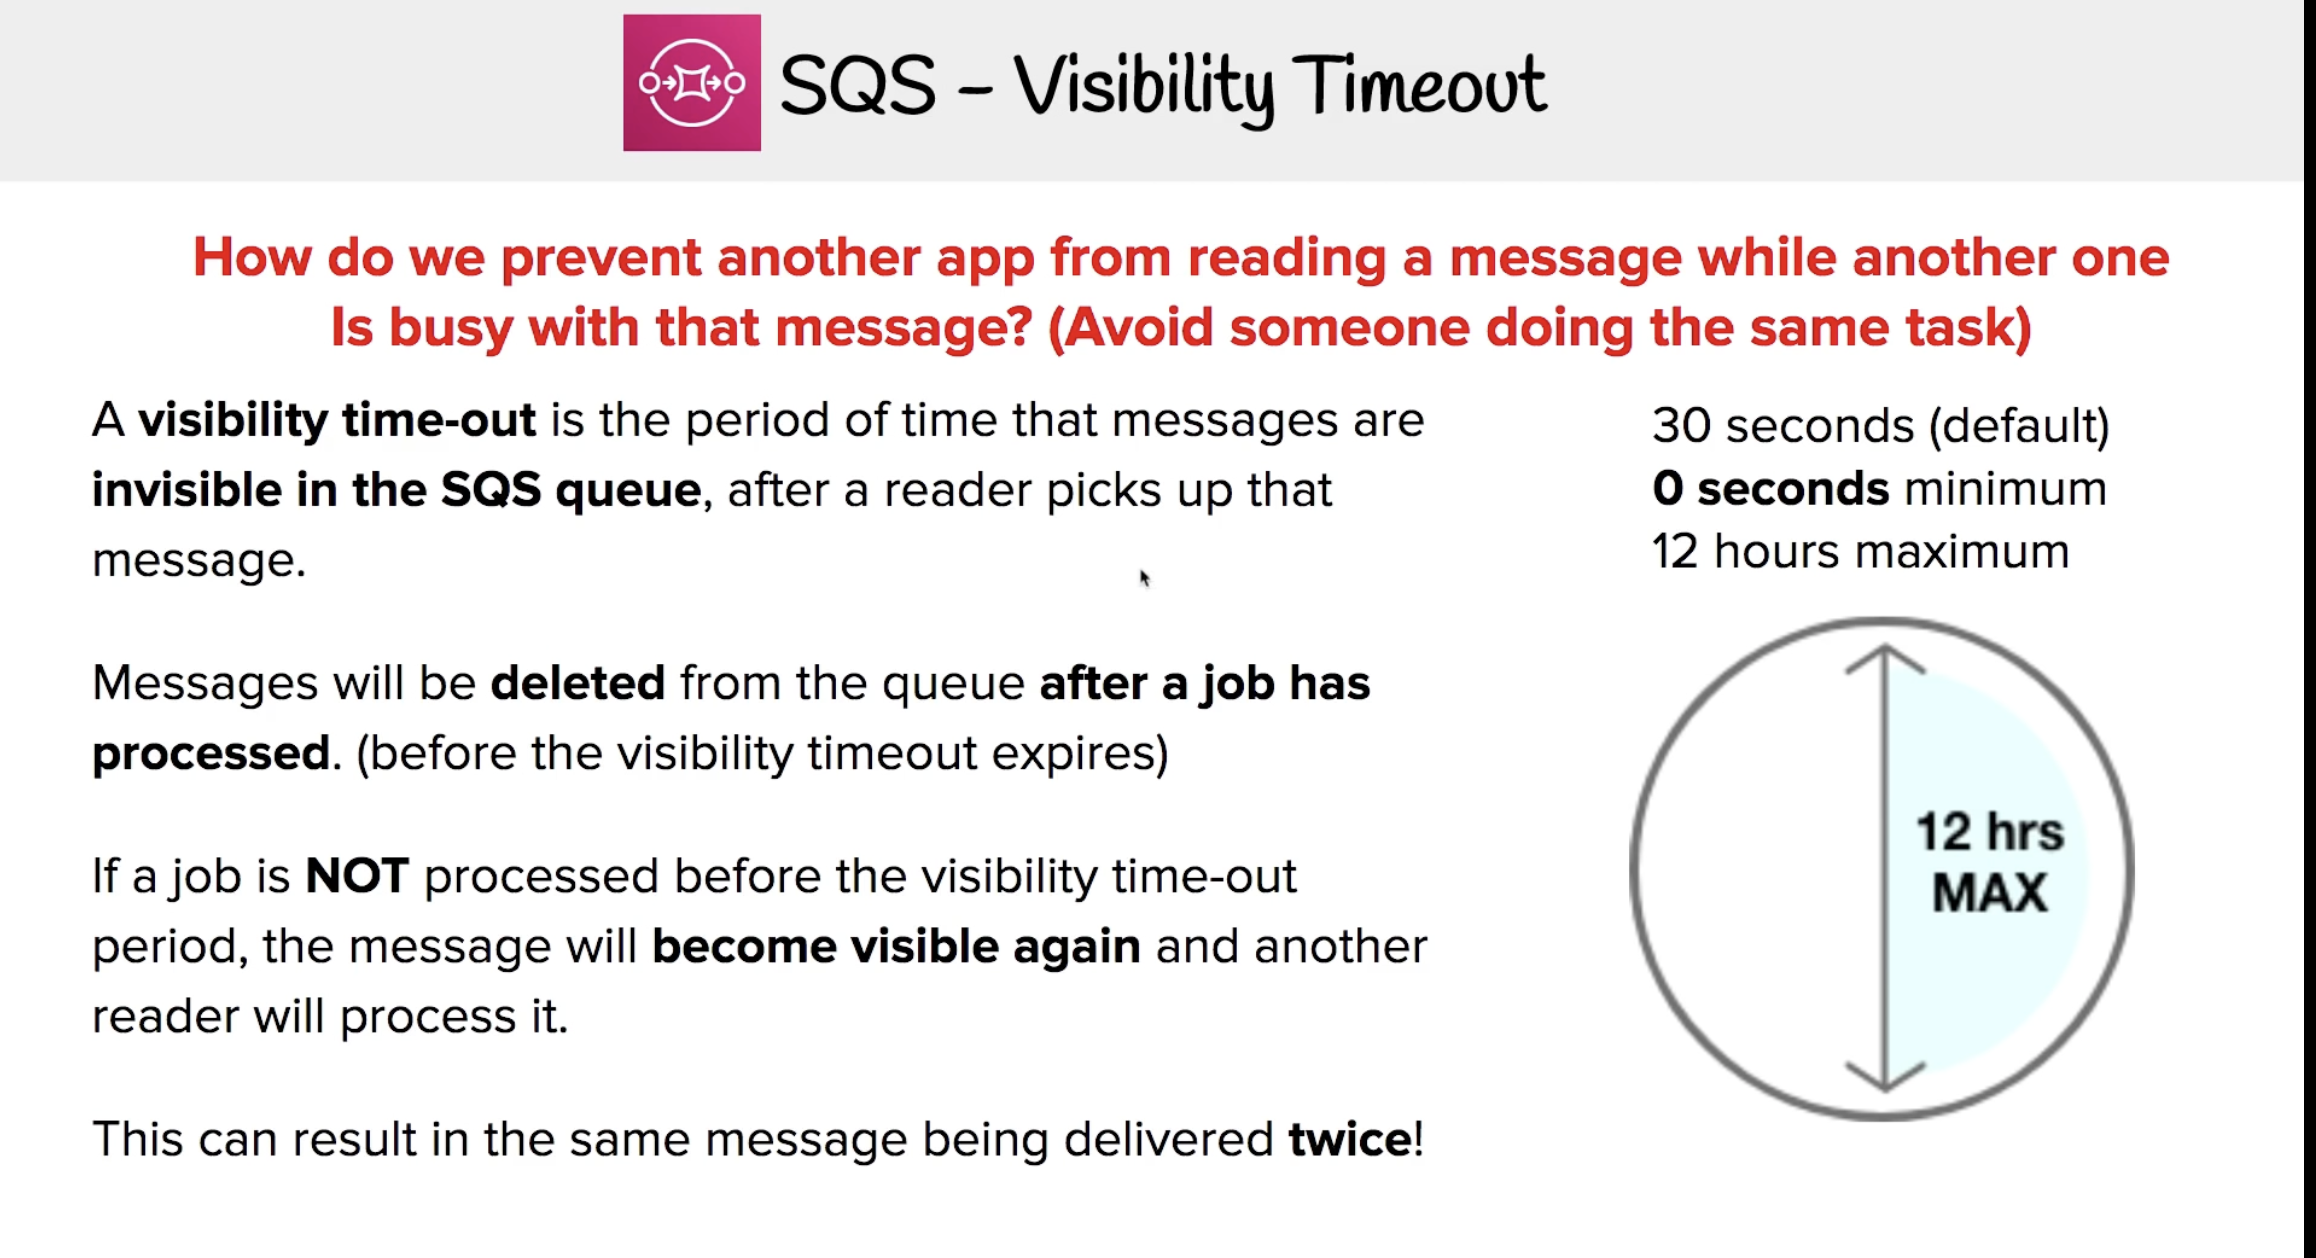 SQS - Visibility Timeout
How do we prevent another app from reading a message while another one
Is busy with that message? (Avoid someone doing the same task)
A visibility time-out is the period of time that messages are
invisible in the SQS queue, after a reader picks up that
message.
Messages will be deleted from the queue after a job has
processed. (before the visibility timeout expires)
If a job is NOT processed before the visibility time-out
period, the message will become visible again and another
reader will process it.
This can result in the same message being delivered twice!
30 seconds (default)
0 seconds minimum
12 hours maximum
12 hrs
MAX